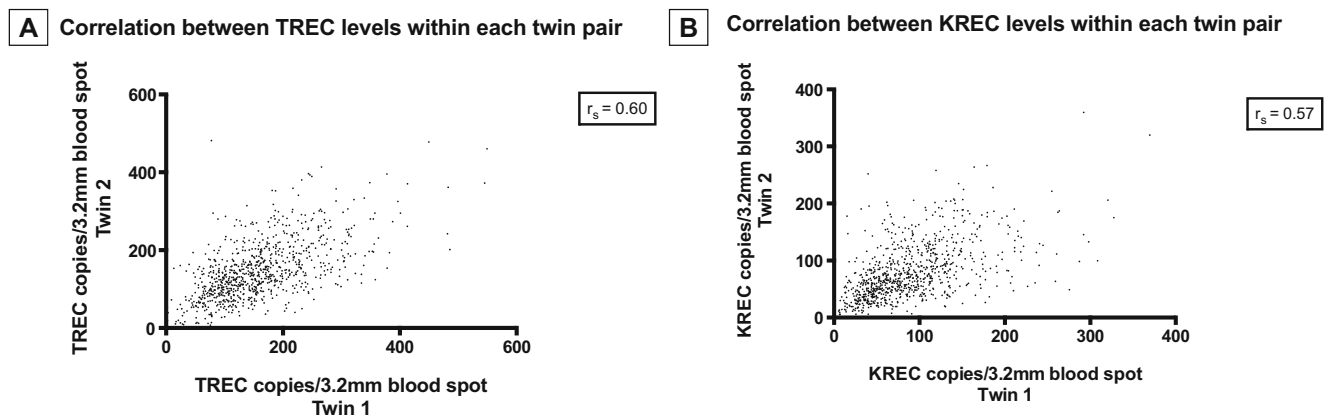 A Correlation between TREC levels within each twin pair
TREC copies/3.2mm blood spot
Twin 2
600
400
200
0
0 200 400 600
TREC copies/3.2mm blood spot
Twin 1
rs = 0.60
B Correlation between KREC levels within each twin pair
KREC copies/3.2mm blood spot
Twin 2
400
300
200
100
0
0 100 200 300 400
KREC copies/3.2mm blood spot
Twin 1
rs = 0.57